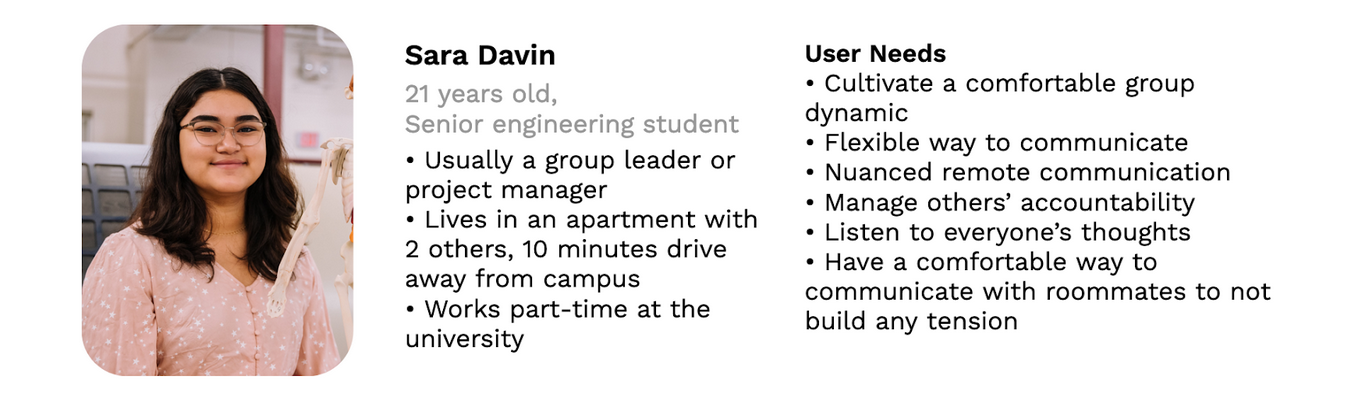 Sara Davin
21 years old,
Senior engineering student
• Usually a group leader or
project manager
• Lives in an apartment with
2 others, 10 minutes drive
away from campus
• Works part-time at the
university
User Needs
• Cultivate a comfortable group
dynamic
• Flexible way to communicate
• Nuanced remote communication
• Manage others’ accountability
• Listen to everyone’s thoughts
• Have a comfortable way to
communicate with roommates to not
build any tension